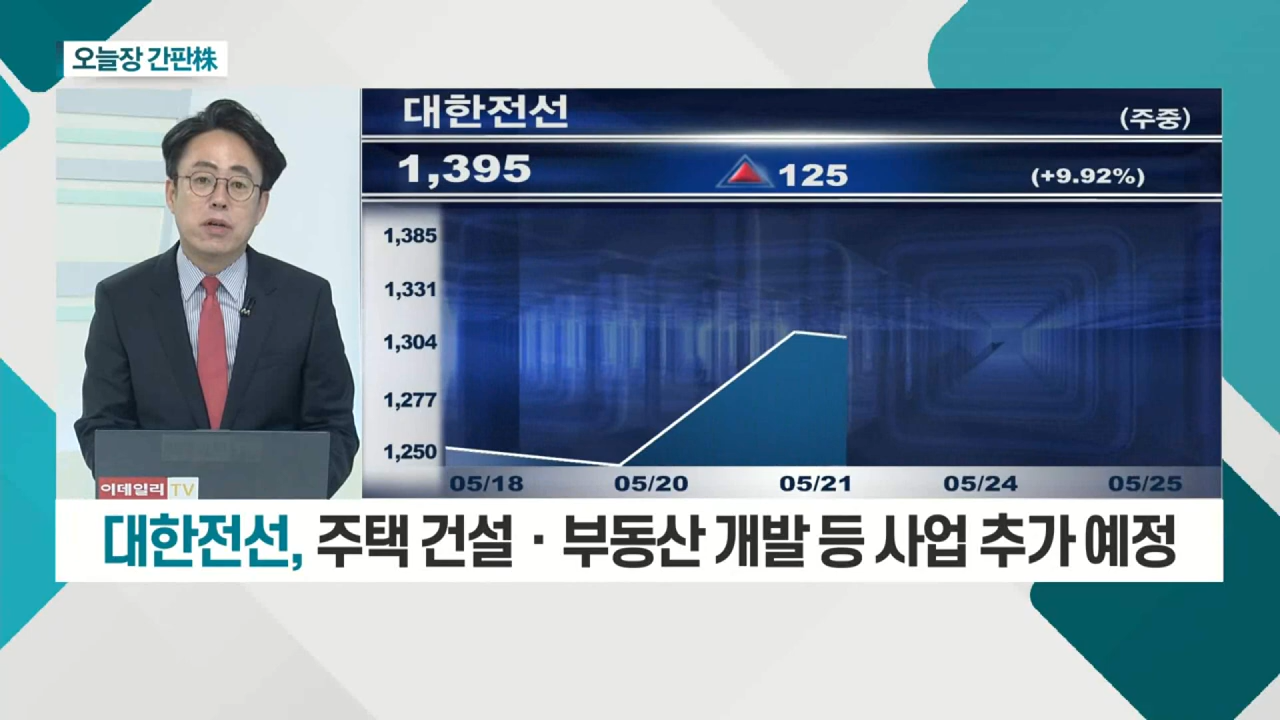 오늘장 간판株
대한전선
(주중)
1,395
125
(+9.92%)
1,385
1,331
1,304
1,277
1,250
05/18 05/20 05/21 05/24 05/25
이데일리 TV
대한전선, 주택 건설 · 부동산 개발 등 사업 추가 예정